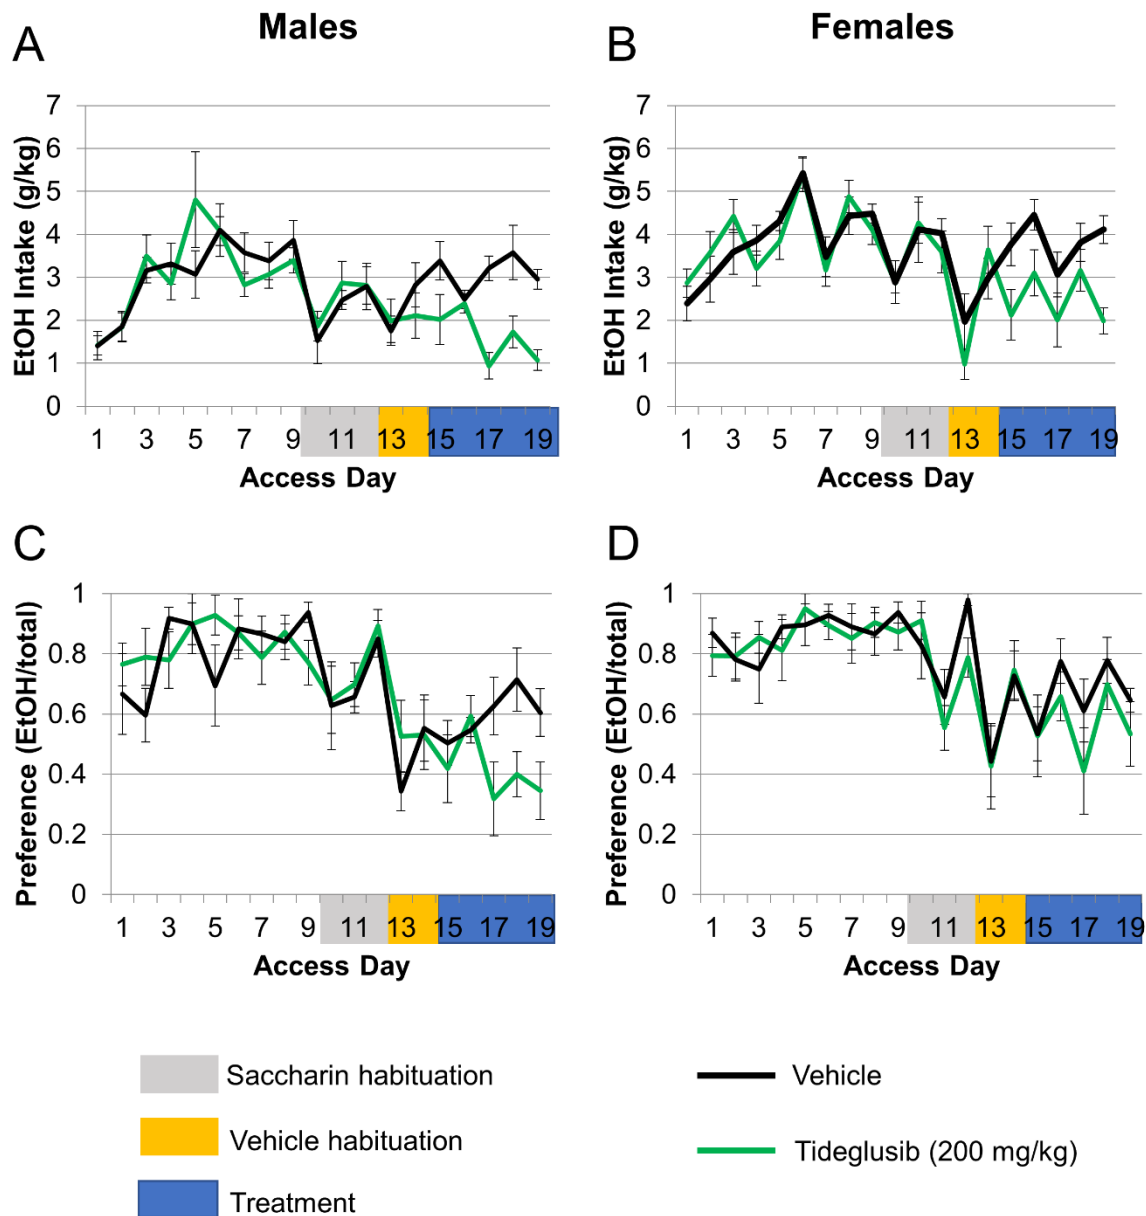 Males
Females
A
B
EtOH Intake (g/kg)
7
6
5
4
3
2
1
0
1 3 5 7 9 11 13 15 17 19
Access Day
EtOH Intake (g/kg)
7
6
5
4
3
2
1
0
1 3 5 7 9 11 13 15 17 19
Access Day
C
D
Preference (EtOH/total)
1
0.8
0.6
0.4
0.2
0
1 3 5 7 9 11 13 15 17 19
Access Day
Preference (EtOH/total)
1
0.8
0.6
0.4
0.2
0
1 3 5 7 9 11 13 15 17 19
Access Day
Saccharin habituation
Vehicle habituation
Treatment
Vehicle
Tideglusib (200 mg/kg)